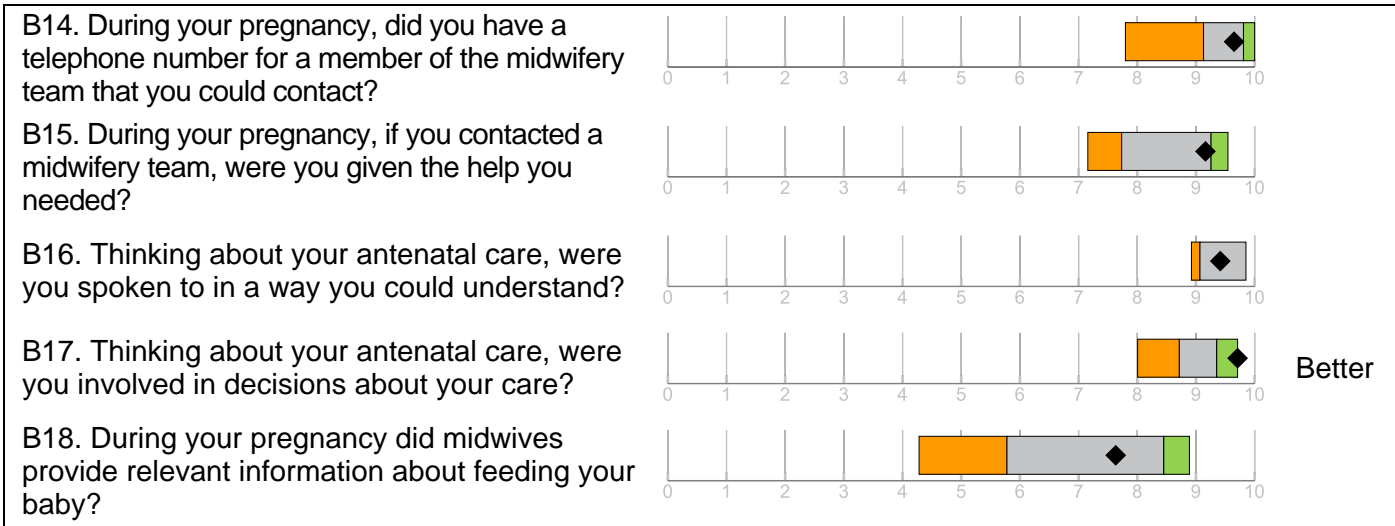 B14. During your pregnancy, did you have a
telephone number for a member of the midwifery
team that you could contact?
0 1 2 3 4 5 6 7 8 9 10
B15. During your pregnancy, if you contacted a
midwifery team, were you given the help you
needed?
0 1 2 3 4 5 6 7 8 9 10
B16. Thinking about your antenatal care, were
you spoken to in a way you could understand?
0 1 2 3 4 5 6 7 8 9 10
B17. Thinking about your antenatal care, were
you involved in decisions about your care?
0 1 2 3 4 5 6 7 8 9 10
Better
B18. During your pregnancy did midwives
provide relevant information about feeding your
baby?
0 1 2 3 4 5 6 7 8 9 10